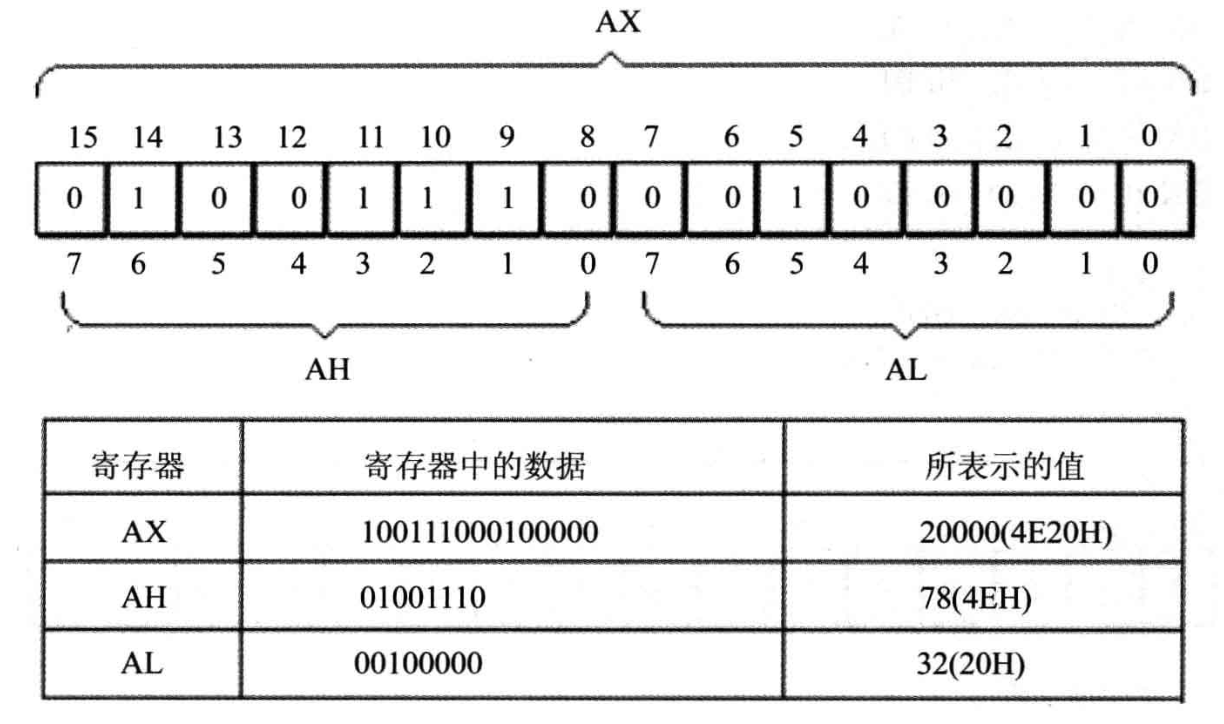 AX
15 14 13 12 11 10 9 8 7 6 5 4 3 2 1 0
0 1 0 0 1 1 1 0 0 0 1 0 0 0 0 0
7 6 5 4 3 2 1 0 7 6 5 4 3 2 1 0
AH AL
寄存器 寄存器中的数据 所表示的值
AX 100111000100000 20000(4E20H)
AH 01001110 78(4EH)
AL 00100000 32(20H)